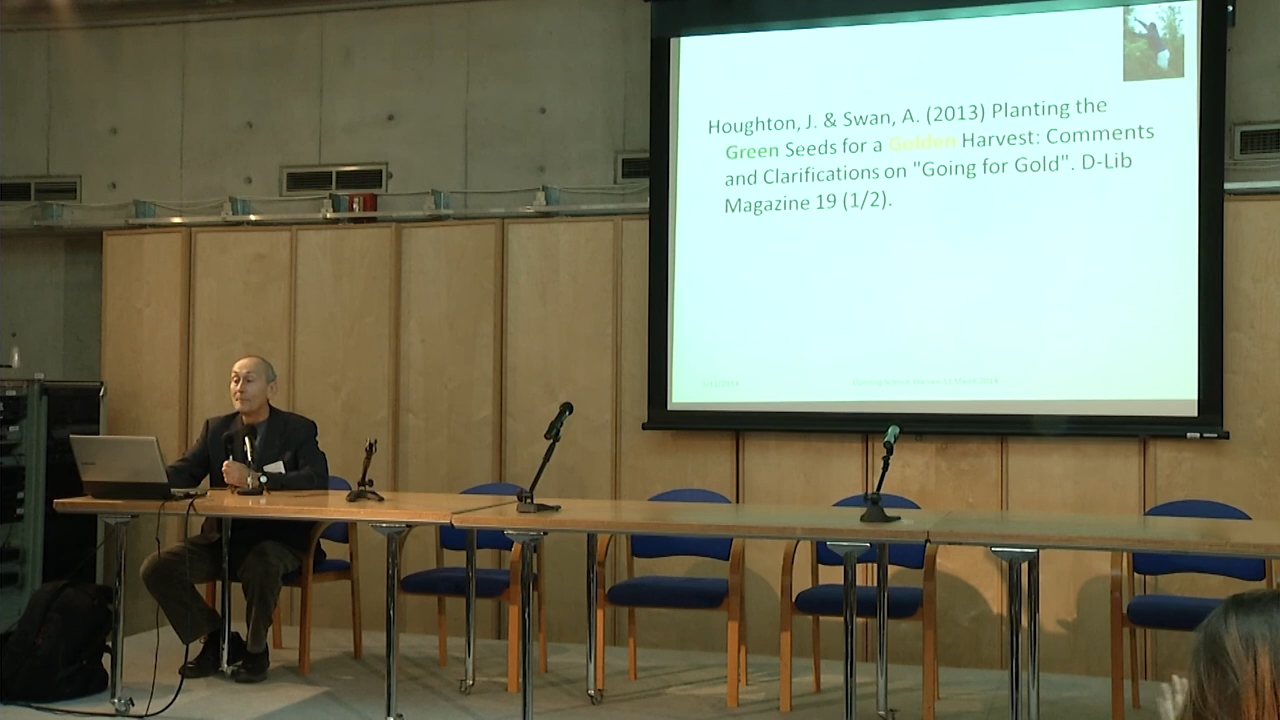 Houghton, J. & Swan, A. (2013) Planting the
Green Seeds for a Golden Harvest: Comments
and Clarifications on "Going for Gold". D-Lib
Magazine 19 (1/2).